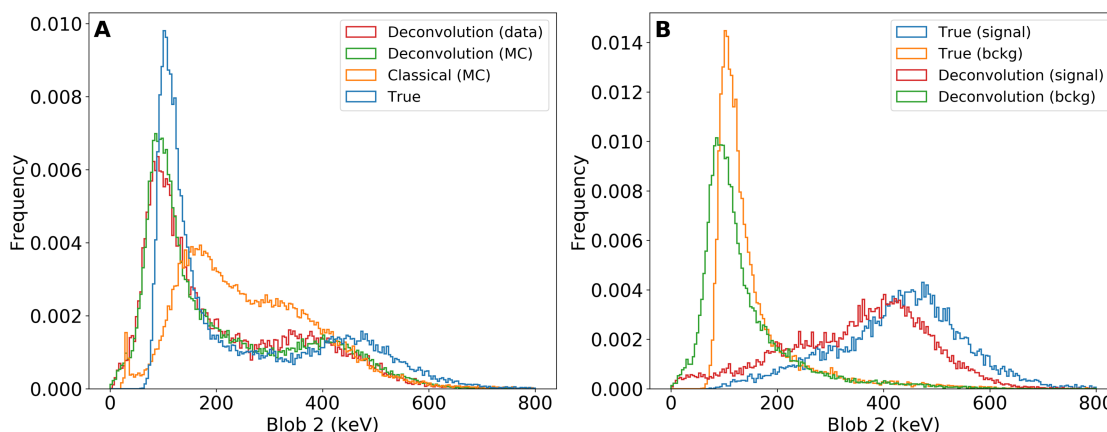 A
Deconvolution (data)
Deconvolution (MC)
Classical (MC)
True
0.010
0.008
0.006
0.004
0.002
0.000
Frequency
0
200
400
600
800
Blob 2 (keV)
B
True (signal)
True (bckg)
Deconvolution (signal)
Deconvolution (bckg)
0.014
0.012
0.010
0.008
0.006
0.004
0.002
0.000
Frequency
0
200
400
600
800
Blob 2 (keV)